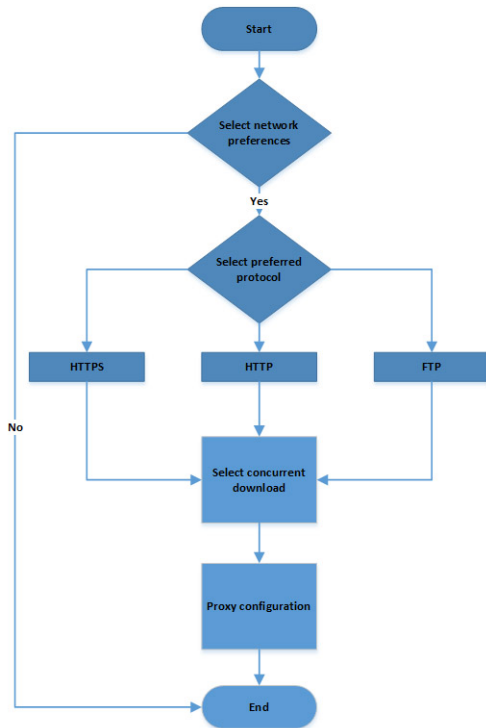 Start
Select network
preferences
Yes
Select preferred
protocol
HTTPS
HTTP
FTP
No
Select concurrent
download
Proxy configuration
End